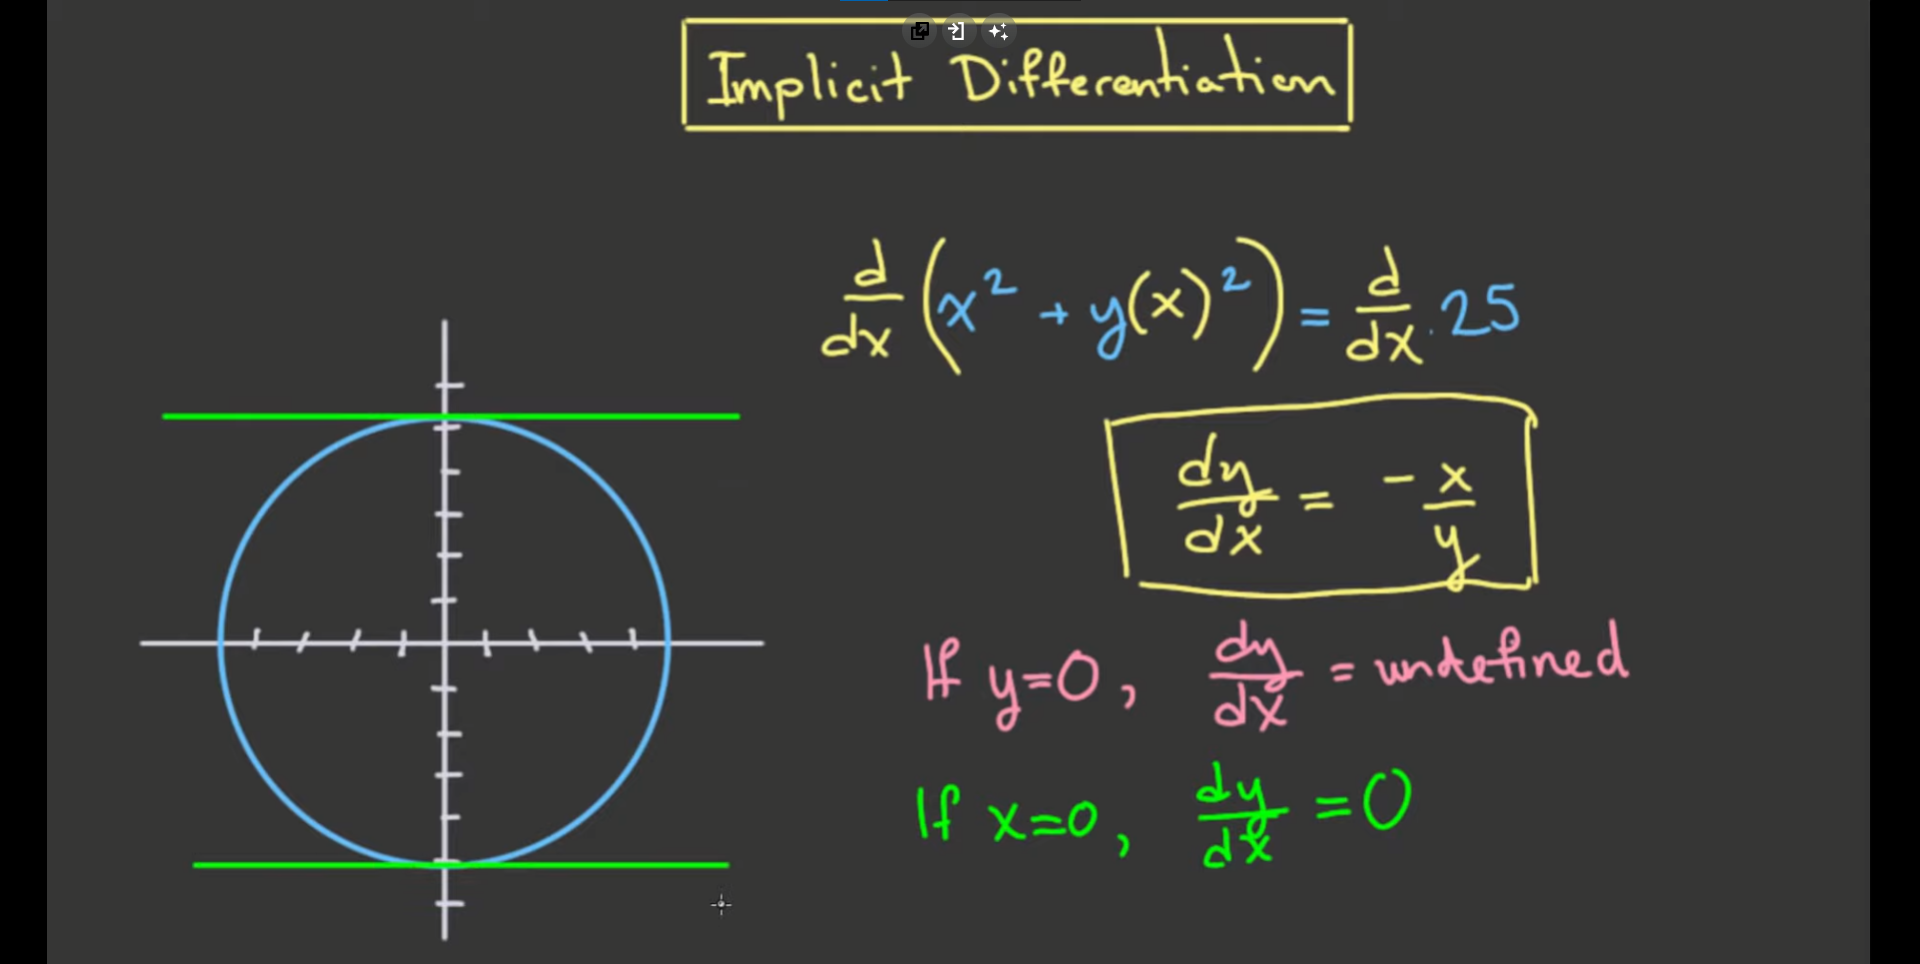 Implicit Differentiation
d/dx (x² + y(x)²) = d/dx · 25
dy/dx = - x/y
If y=0, dy/dx = undefined
If x=0, dy/dx = 0